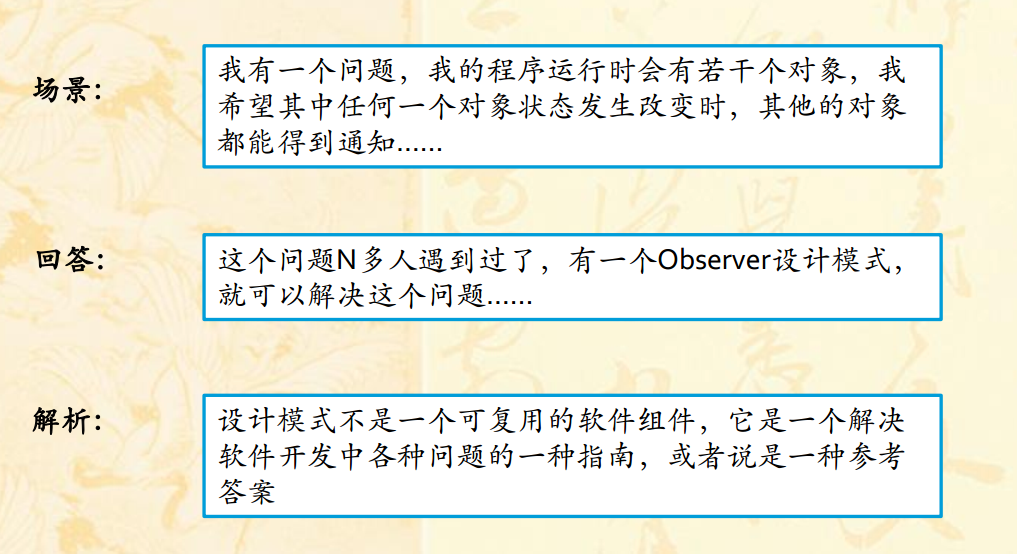 场景：
我有一个问题，我的程序运行时会有若干个对象，我
希望其中任何一个对象状态发生改变时，其他的对象
都能得到通知......
回答：
这个问题N多人遇到过了，有一个Observer设计模式，
就可以解决这个问题......
解析：
设计模式不是一个可复用的软件组件，它是一个解决
软件开发中各种问题的一种指南，或者说是一种参考
答案